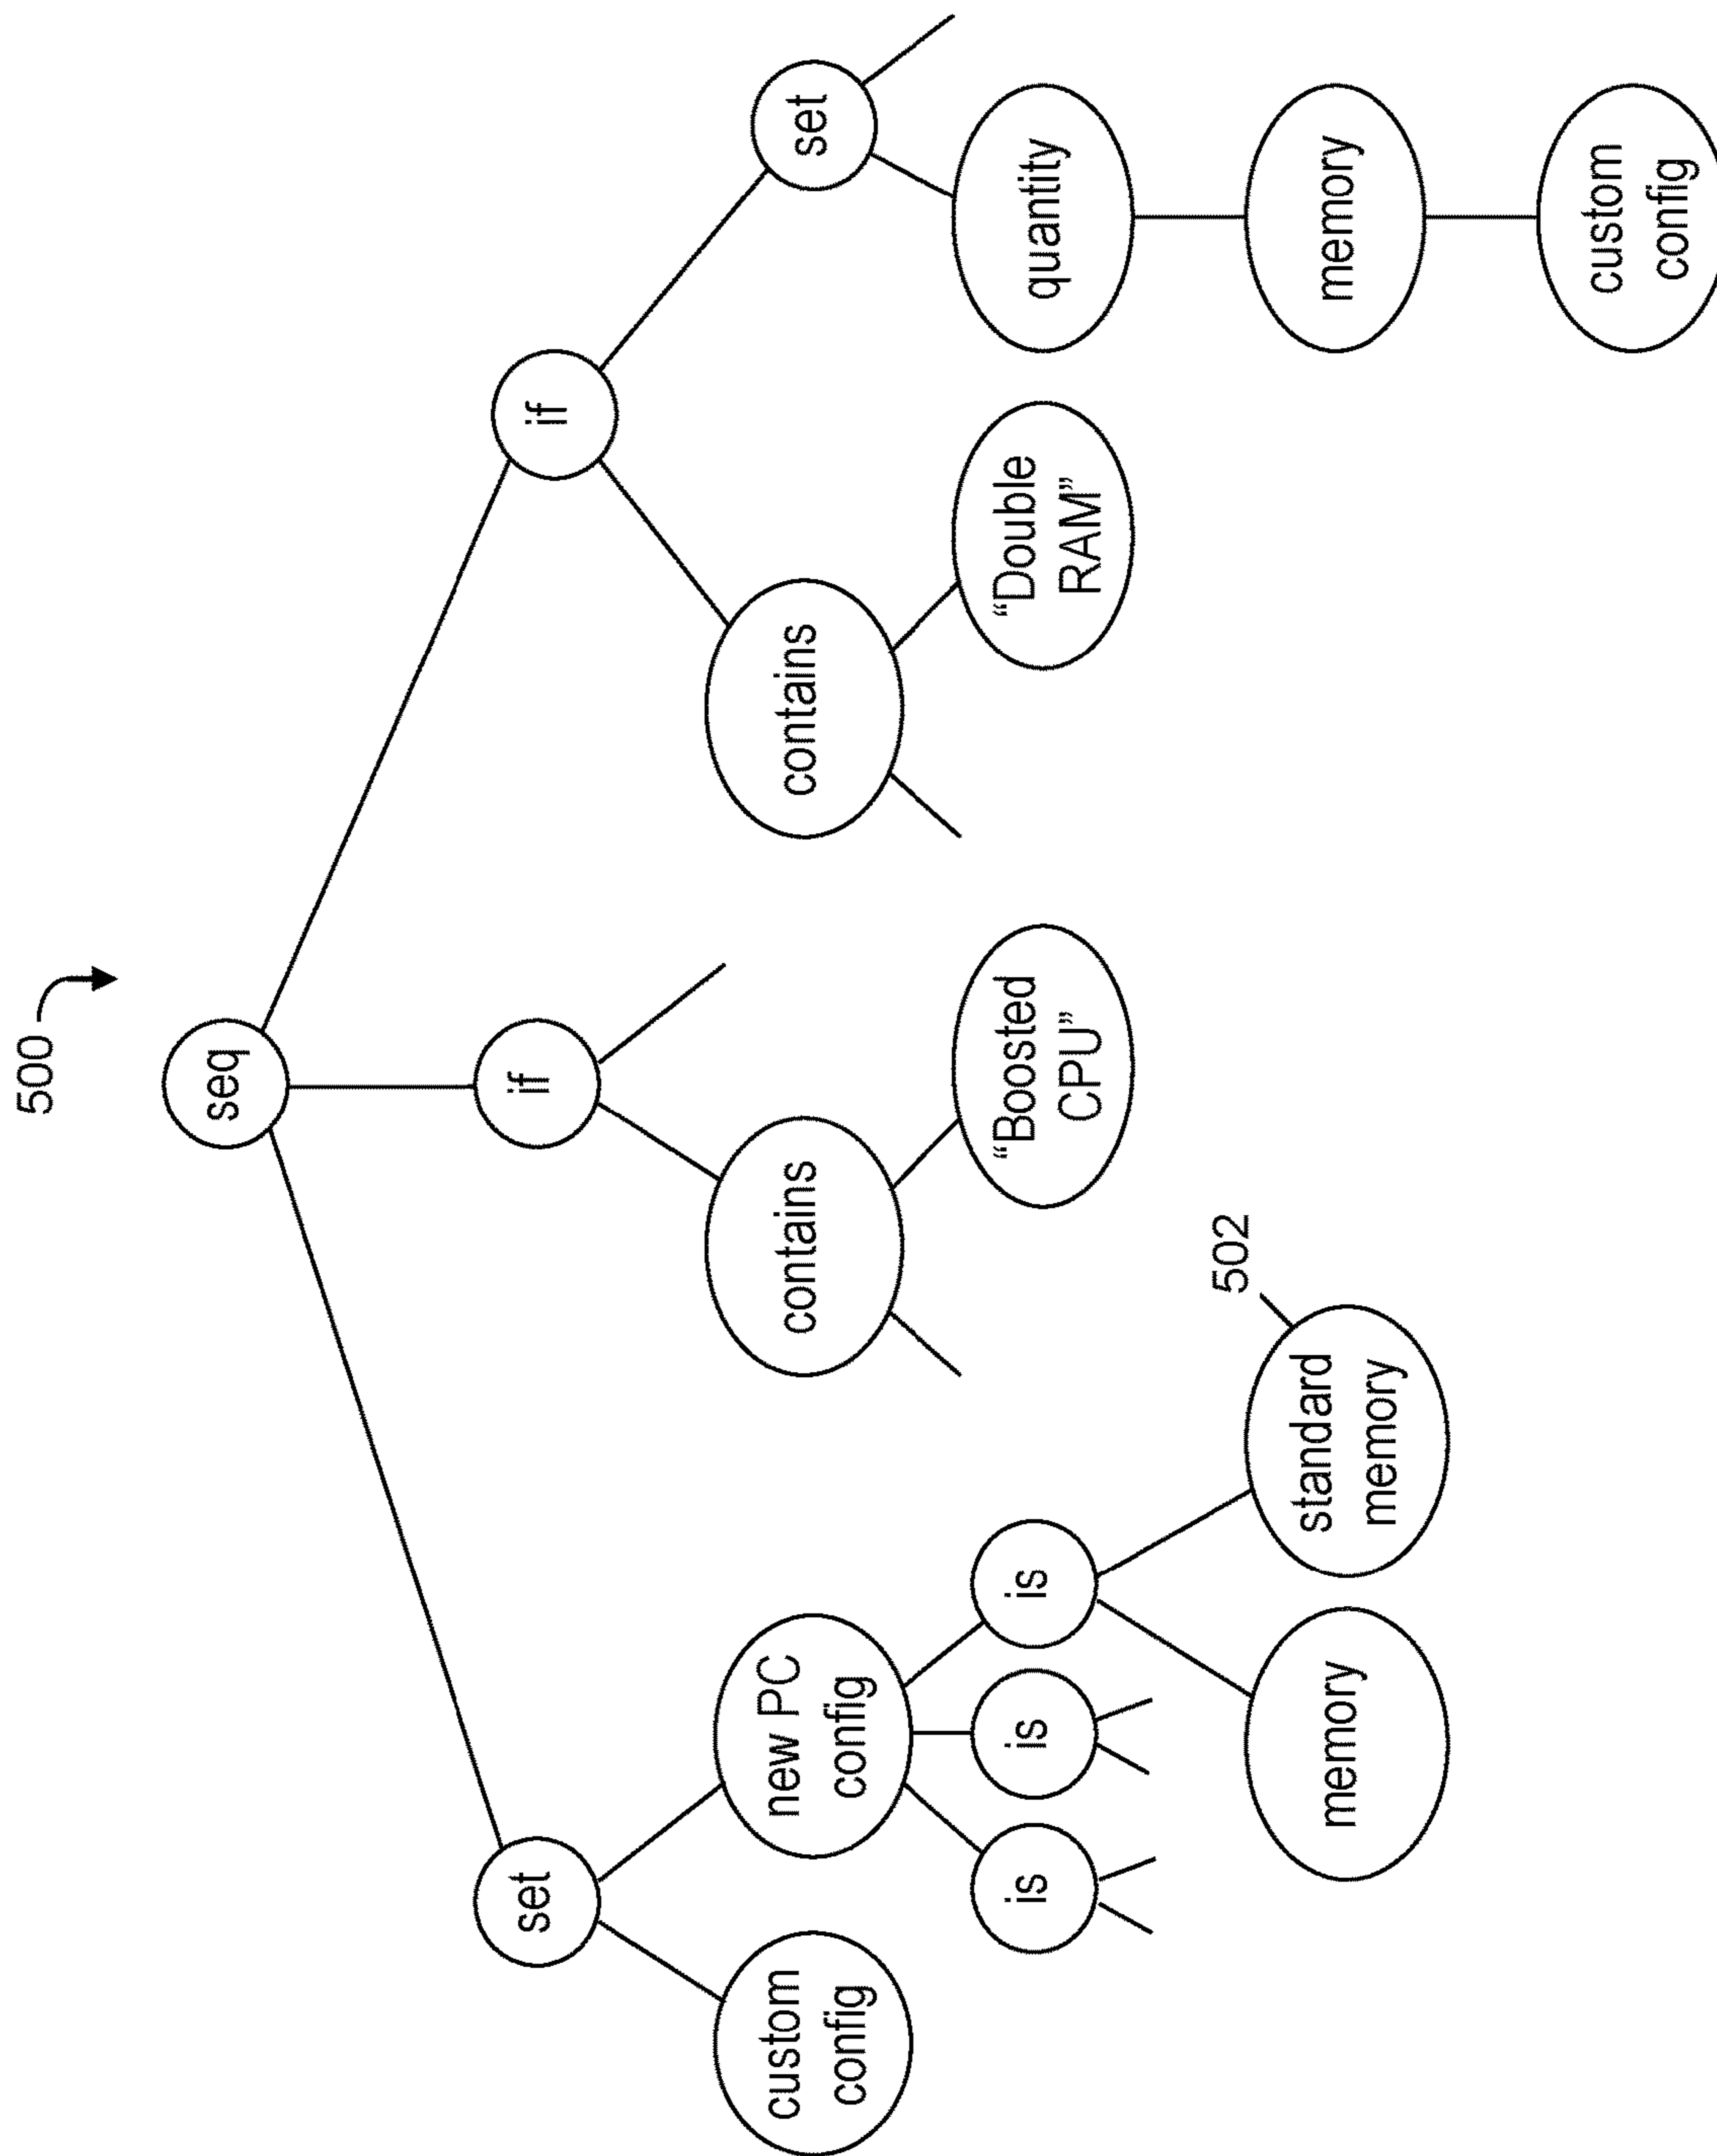 500
seq
set
if
if
custom
config
new PC
config
contains
contains
set
is
is
is
“Boosted
CPU”
“Double
RAM”
quantity
502
memory
standard
memory
memory
custom
config